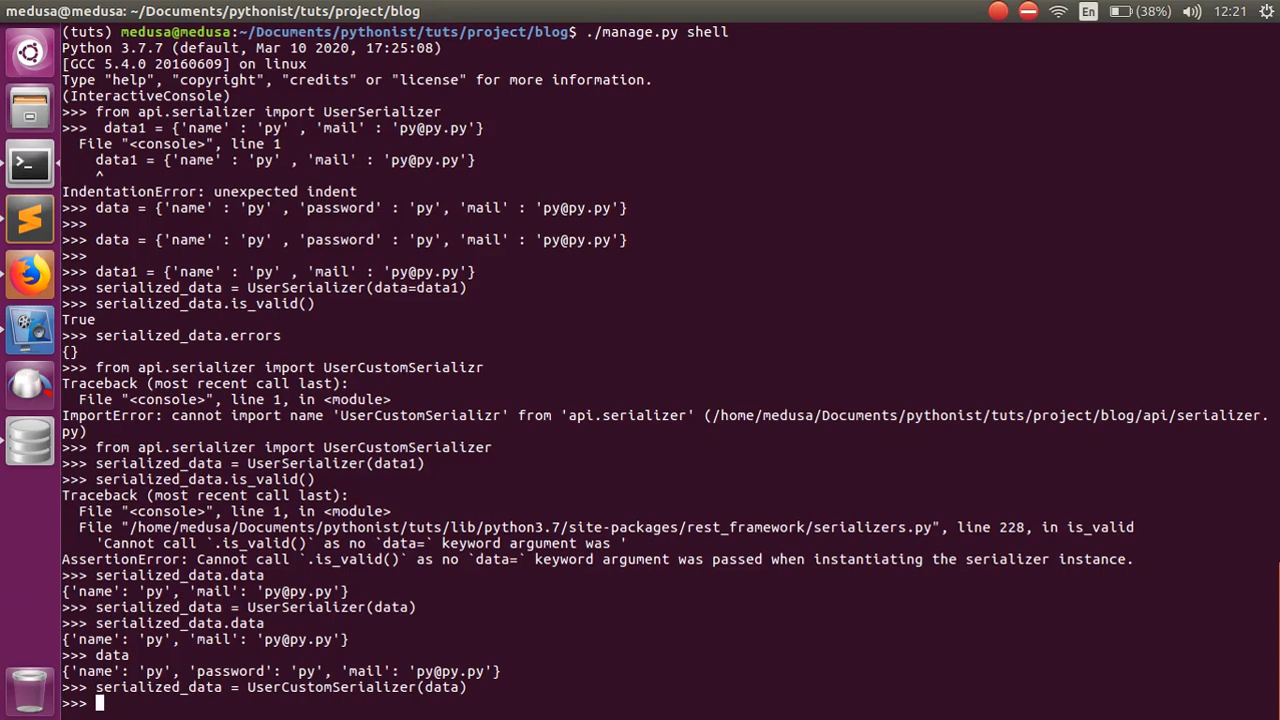 medusa@medusa: ~/Documents/pythonist/tuts/project/blog
En
(38%)
12:21
(tuts) medusa@medusa:~/Documents/pythonist/tuts/project/blog$ ./manage.py shell
Python 3.7.7 (default, Mar 10 2020, 17:25:08)
[GCC 5.4.0 20160609] on linux
Type "help", "copyright", "credits" or "license" for more information.
(InteractiveConsole)
>>> from api.serializer import UserSerializer
>>>  data1 = {'name' : 'py' , 'mail' : 'py@py.py'}
  File "<console>", line 1
    data1 = {'name' : 'py' , 'mail' : 'py@py.py'}
    ^
IndentationError: unexpected indent
>>> data = {'name' : 'py' , 'password' : 'py', 'mail' : 'py@py.py'}
>>>
>>> data = {'name' : 'py' , 'password' : 'py', 'mail' : 'py@py.py'}
>>>
>>> data1 = {'name' : 'py' , 'mail' : 'py@py.py'}
>>> serialized_data = UserSerializer(data=data1)
>>> serialized_data.is_valid()
True
>>> serialized_data.errors
{}
>>> from api.serializer import UserCustomSerializr
Traceback (most recent call last):
  File "<console>", line 1, in <module>
ImportError: cannot import name 'UserCustomSerializr' from 'api.serializer' (/home/medusa/Documents/pythonist/tuts/project/blog/api/serializer.
py)
>>> from api.serializer import UserCustomSerializer
>>> serialized_data = UserSerializer(data1)
>>> serialized_data.is_valid()
Traceback (most recent call last):
  File "<console>", line 1, in <module>
  File "/home/medusa/Documents/pythonist/tuts/lib/python3.7/site-packages/rest_framework/serializers.py", line 228, in is_valid
    'Cannot call `.is_valid()` as no `data=` keyword argument was '
AssertionError: Cannot call `.is_valid()` as no `data=` keyword argument was passed when instantiating the serializer instance.
>>> serialized_data.data
{'name': 'py', 'mail': 'py@py.py'}
>>> serialized_data = UserSerializer(data)
>>> serialized_data.data
{'name': 'py', 'mail': 'py@py.py'}
>>> data
{'name': 'py', 'password': 'py', 'mail': 'py@py.py'}
>>> serialized_data = UserCustomSerializer(data)
>>>